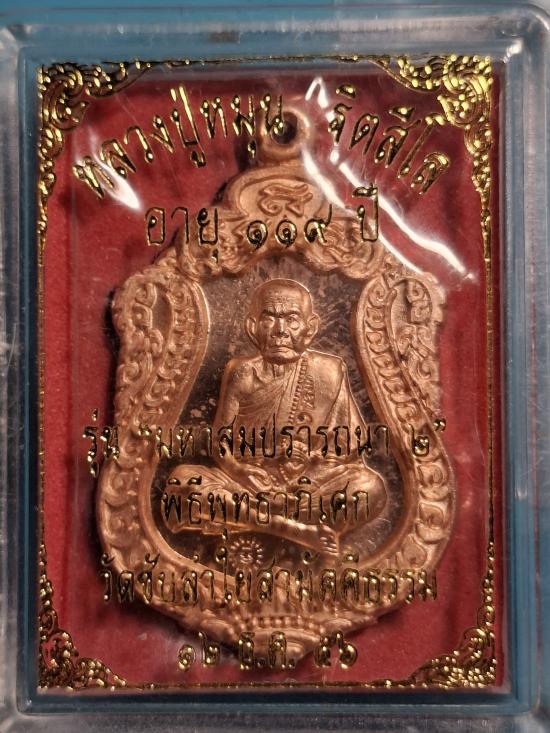 หลวงปู่หมุน ฐิตสีโล
อายุ ๑๑๙ ปี
รุ่น "มหาสมปรารถนา ๒"
พิธีพุทธาภิเศก
วัดซับลำใยสามัคคีธรรม
๑๒ ธ.ค. ๕๖